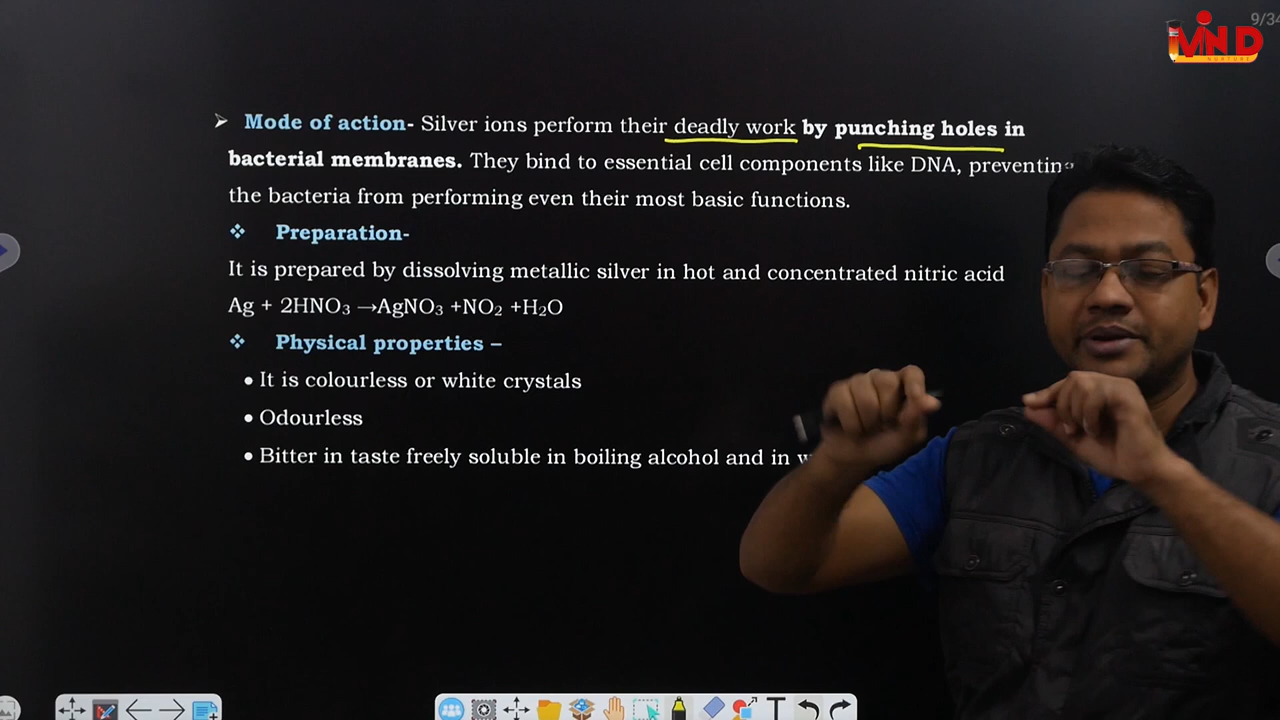 9/34
MIND
NURTURE
➢ Mode of action- Silver ions perform their deadly work by punching holes in
bacterial membranes. They bind to essential cell components like DNA, preventing
the bacteria from performing even their most basic functions.
❖ Preparation-
It is prepared by dissolving metallic silver in hot and concentrated nitric acid
Ag + 2HNO₃ →AgNO₃ +NO₂ +H₂O
❖ Physical properties –
• It is colourless or white crystals
• Odourless
• Bitter in taste freely soluble in boiling alcohol and in